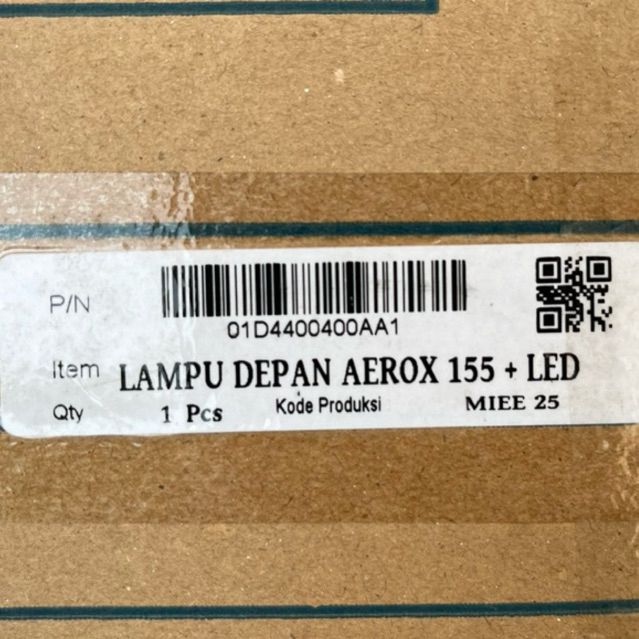 P/N
01D4400400AA1
Item LAMPU DEPAN AEROX 155 + LED
Qty 1 Pcs Kode Produksi MIEE 25